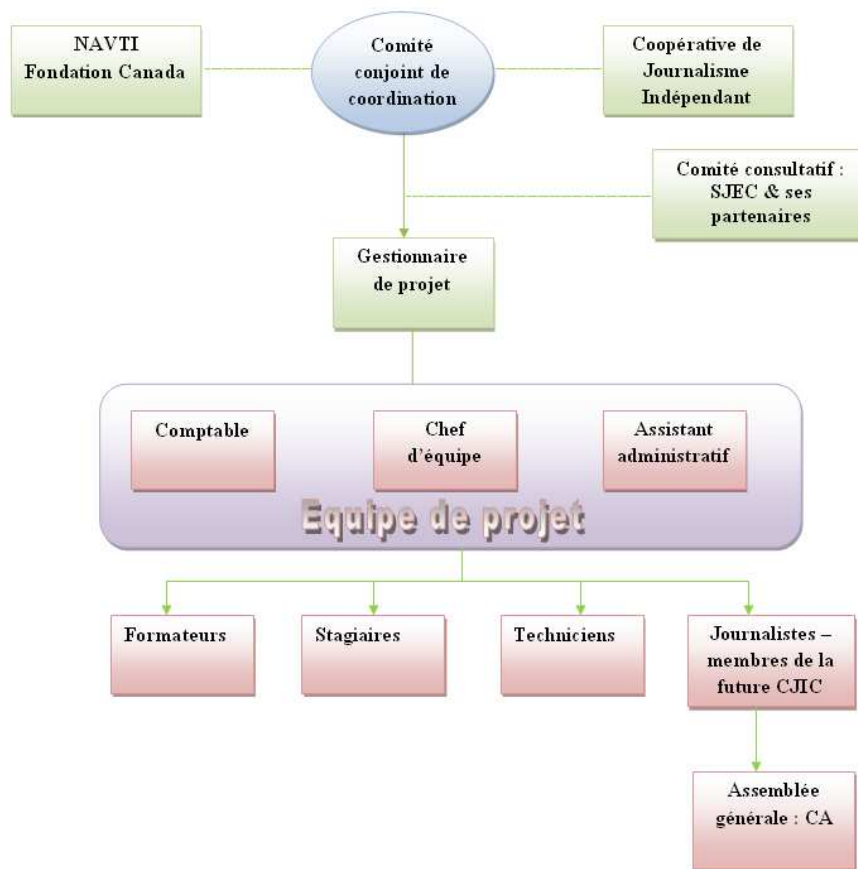 NAVTI
Fondation Canada
Comité
conjoint de
coordination
Coopérative de
Journalisme
Indépendant
Comité consultatif :
SJEC & ses
partenaires
Gestionnaire
de projet
Comptable
Chef
d'équipe
Assistant
administratif
Equipe de projet
Formateurs
Stagiaires
Techniciens
Journalistes –
membres de la
future CJIC
Assemblée
générale : CA